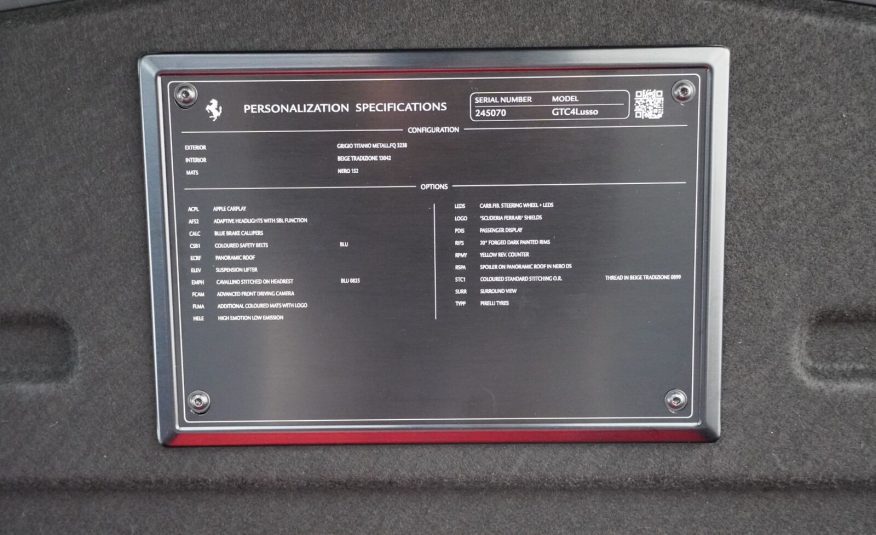 PERSONALIZATION SPECIFICATIONS
SERIAL NUMBER MODEL
245070 GTC4Lusso
CONFIGURATION
EXTERIOR GRIGIO TITANIO METALL.FQ 3238
INTERIOR BEIGE TRADIZIONE 13042
MATS NERO 152
OPTIONS
ACPL APPLE CARPLAY
AFS2 ADAPTIVE HEADLIGHTS WITH SBL FUNCTION
CALC BLUE BRAKE CALLIPERS
CSB1 COLOURED SAFETY BELTS BLU
ECRF PANORAMIC ROOF
ELEV SUSPENSION LIFTER
EMPH CAVALLINO STITCHED ON HEADREST BLU 0825
FCAM ADVANCED FRONT DRIVING CAMERA
FLMA ADDITIONAL COLOURED MATS WITH LOGO
HELE HIGH EMOTION LOW EMISSION
LEDS CARB.FIB. STEERING WHEEL + LEDS
LOGO "SCUDERIA FERRARI" SHIELDS
PDIS PASSENGER DISPLAY
RIFS 20" FORGED DARK PAINTED RIMS
RPMY YELLOW REV. COUNTER
RSPA SPOILER ON PANORAMIC ROOF IN NERO DS
STC1 COLOURED STANDARD STITCHING O.R. THREAD IN BEIGE TRADIZIONE 0899
SURR SURROUND VIEW
TYPF PIRELLI TYRES